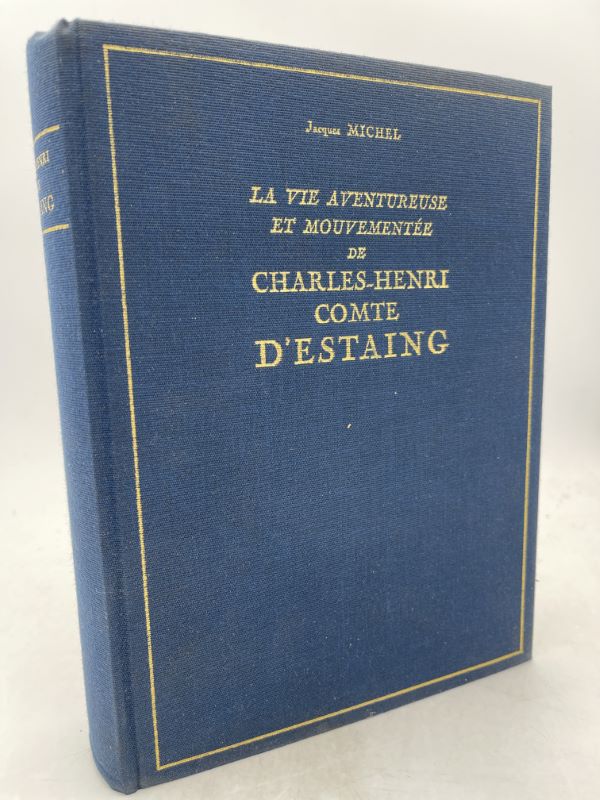 Jacques MICHEL
LA VIE AVENTUREUSE
ET MOUVEMENTÉE
DE
CHARLES-HENRI
COMTE
D'ESTAING